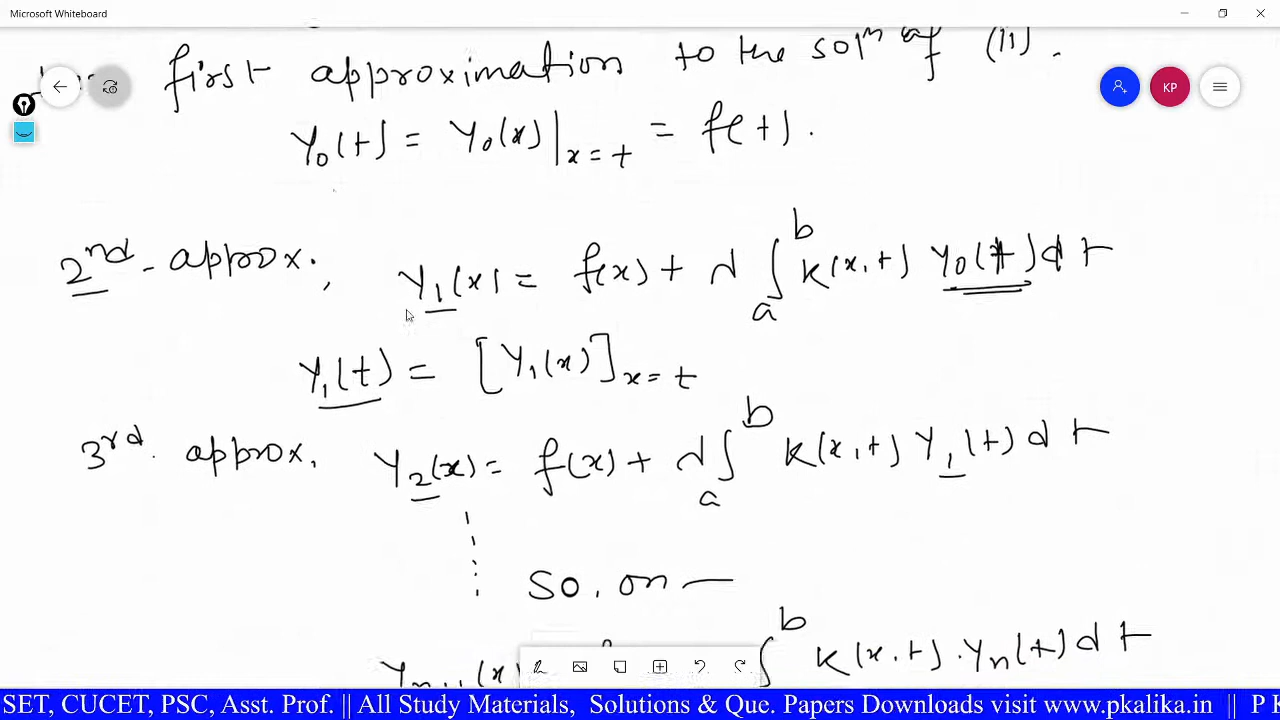 Microsoft Whiteboard
first approximation to the solⁿ of (11).
y₀(t) = y₀(x)|ₓ₌ₜ = f(t).
KP
2nd - approx. , y₁(x) = f(x) + λ ∫ₐᵇ K(x,t) y₀(t) dt
y₁(t) = [y₁(x)]ₓ₌ₜ
3rd. approx. y₂(x) = f(x) + λ ∫ₐᵇ K(x,t) y₁(t) dt
So, on —
yₙ₊₁(x) ∫ᵇ K(x,t).yₙ(t) dt
SET, CUCET, PSC, Asst. Prof. || All Study Materials, Solutions & Que. Papers Downloads visit www.pkalika.in || P